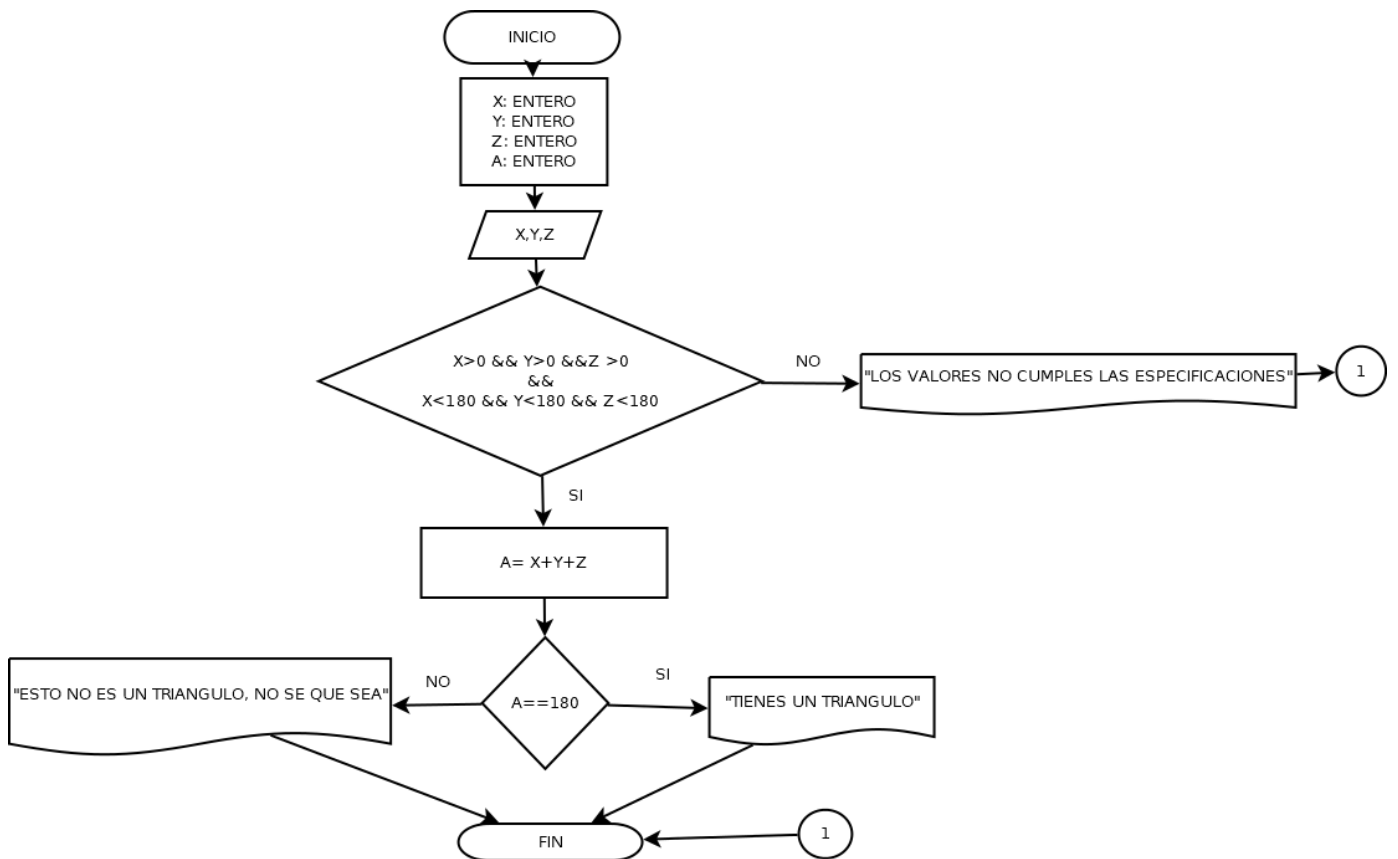 INICIO
X: ENTERO
Y: ENTERO
Z: ENTERO
A: ENTERO
X,Y,Z
X>0 && Y>0 &&Z >0
&&
X<180 && Y<180 && Z<180
NO
"LOS VALORES NO CUMPLES LAS ESPECIFICACIONES"
1
SI
A= X+Y+Z
A==180
NO
"ESTO NO ES UN TRIANGULO, NO SE QUE SEA"
SI
"TIENES UN TRIANGULO"
FIN
1